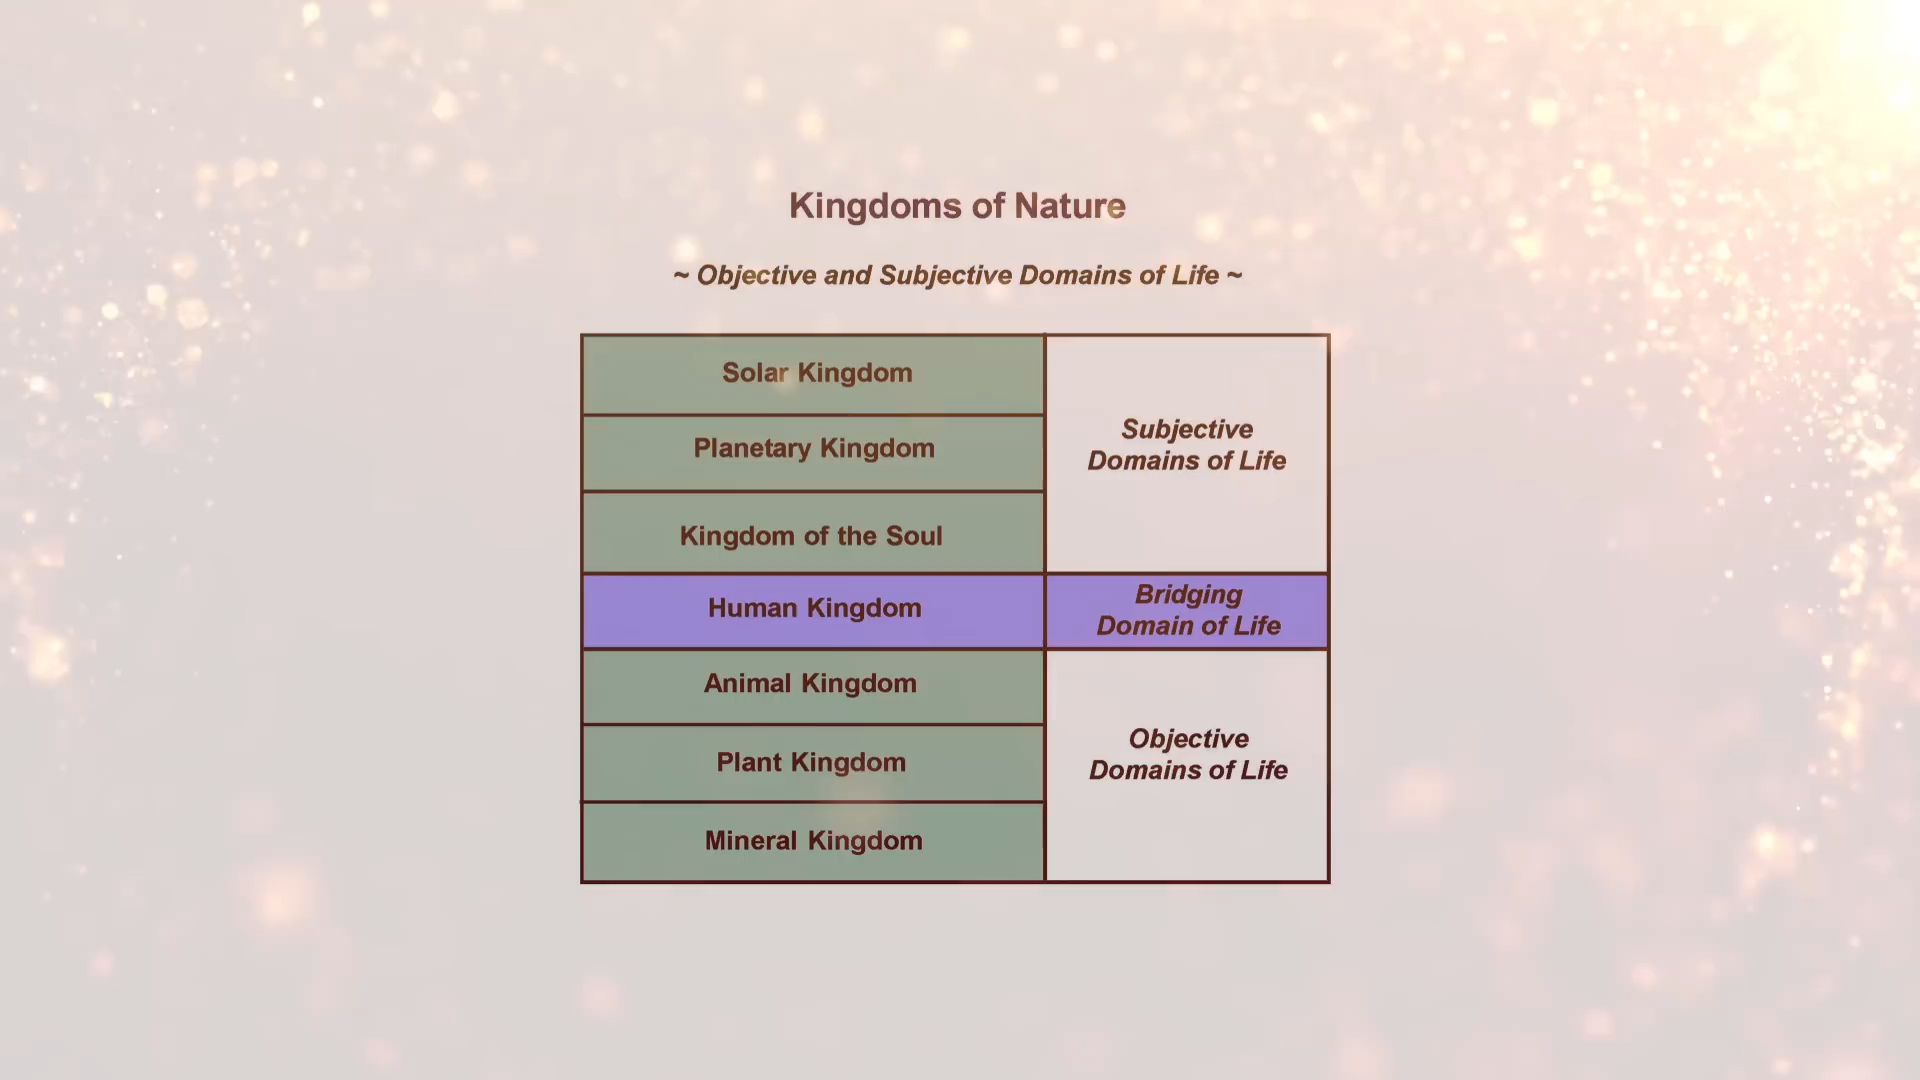 Kingdoms of Nature
~ Objective and Subjective Domains of Life ~
Solar Kingdom
Planetary Kingdom
Kingdom of the Soul
Subjective
Domains of Life
Human Kingdom
Bridging
Domain of Life
Animal Kingdom
Plant Kingdom
Mineral Kingdom
Objective
Domains of Life